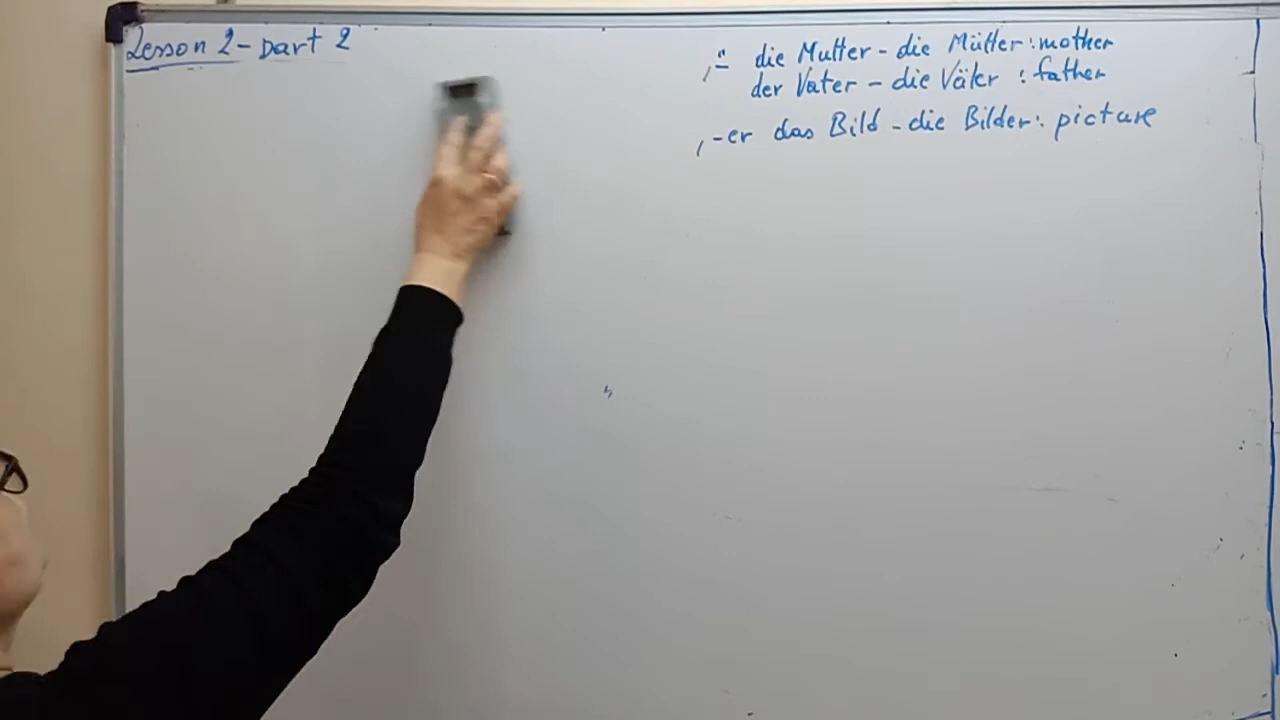 Lesson 2 - part 2
, -̈ die Mutter - die Mütter : mother
der Vater - die Väter : father
, -er das Bild - die Bilder : picture